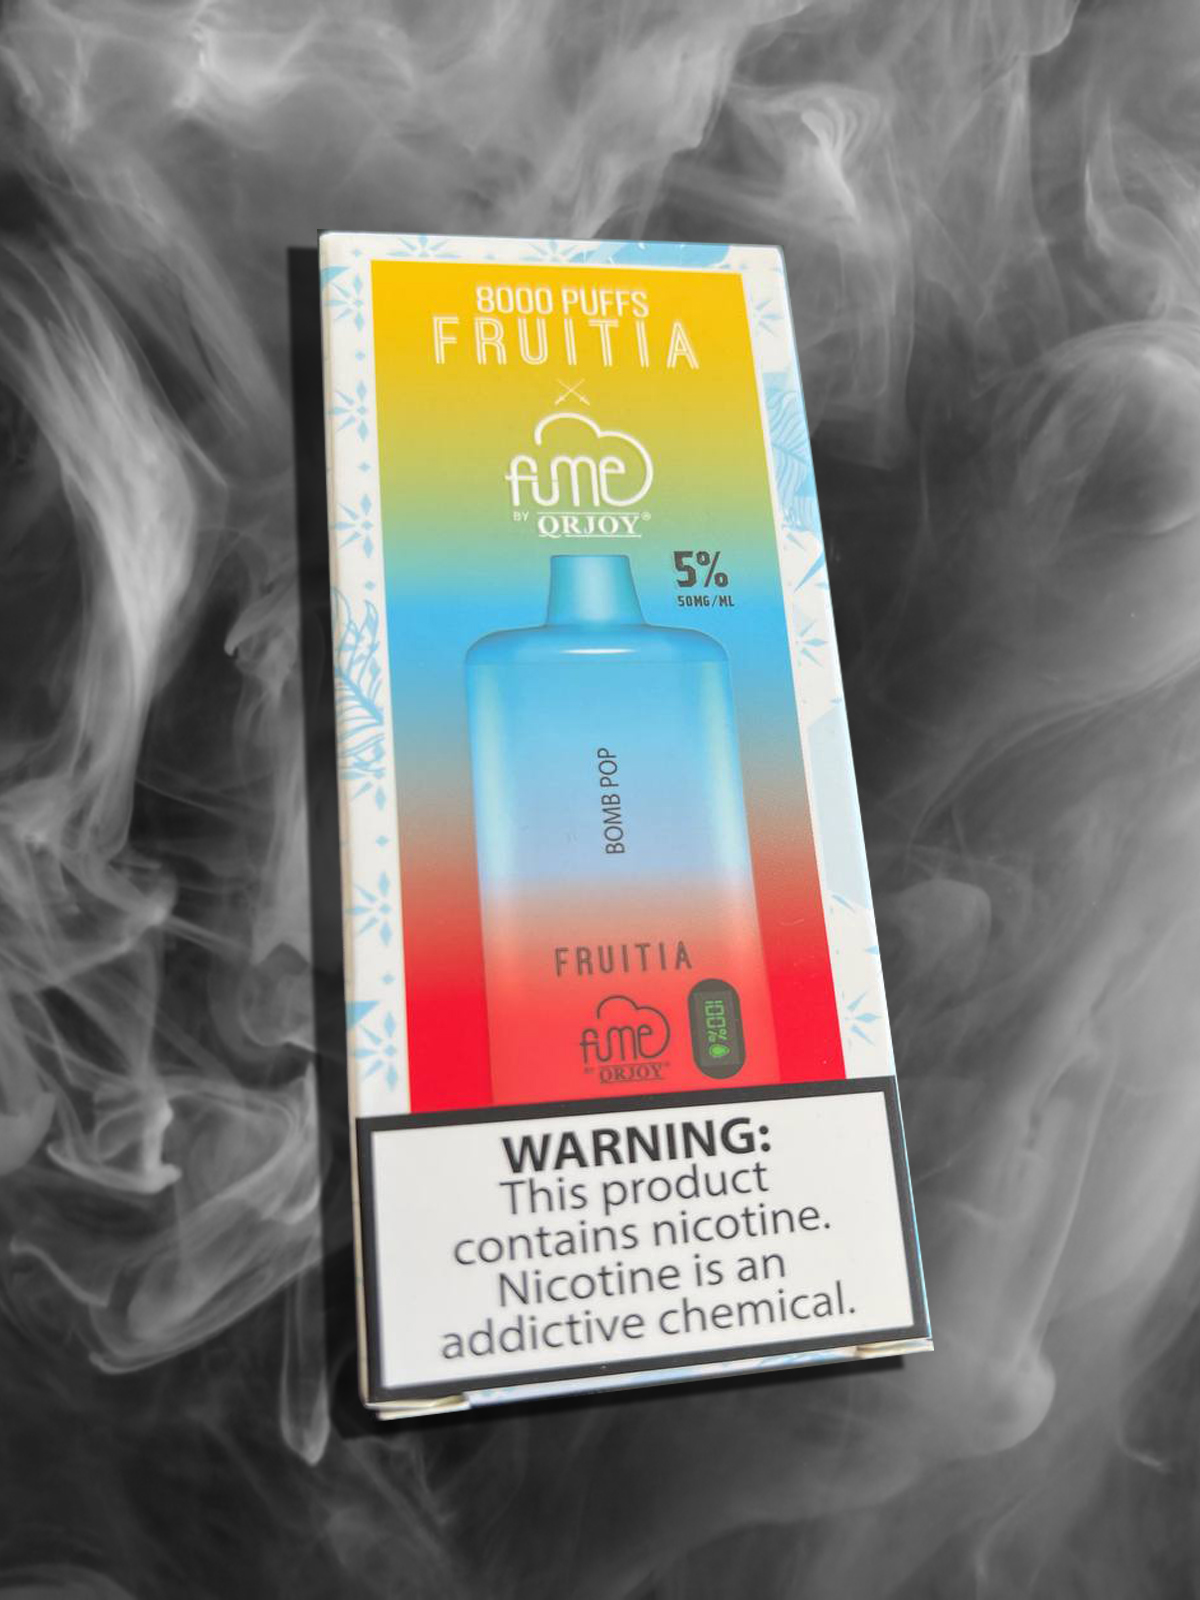 8000 PUFFS
FRUITIA
fume
BY QRJOY®
5%
50MG/ML
BOMB POP
FRUITIA
fume
BY QRJOY®
100%
WARNING:
This product
contains nicotine.
Nicotine is an
addictive chemical.